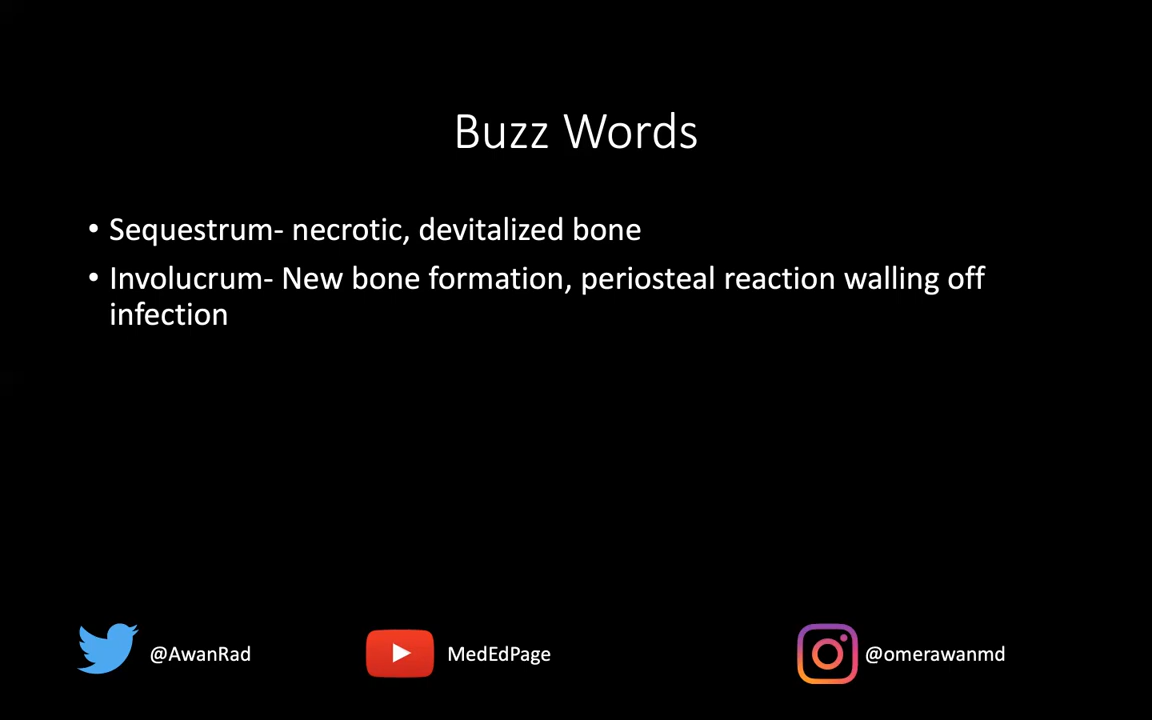 Buzz Words
• Sequestrum- necrotic, devitalized bone
• Involucrum- New bone formation, periosteal reaction walling off
infection
@AwanRad
MedEdPage
@omerawanmd